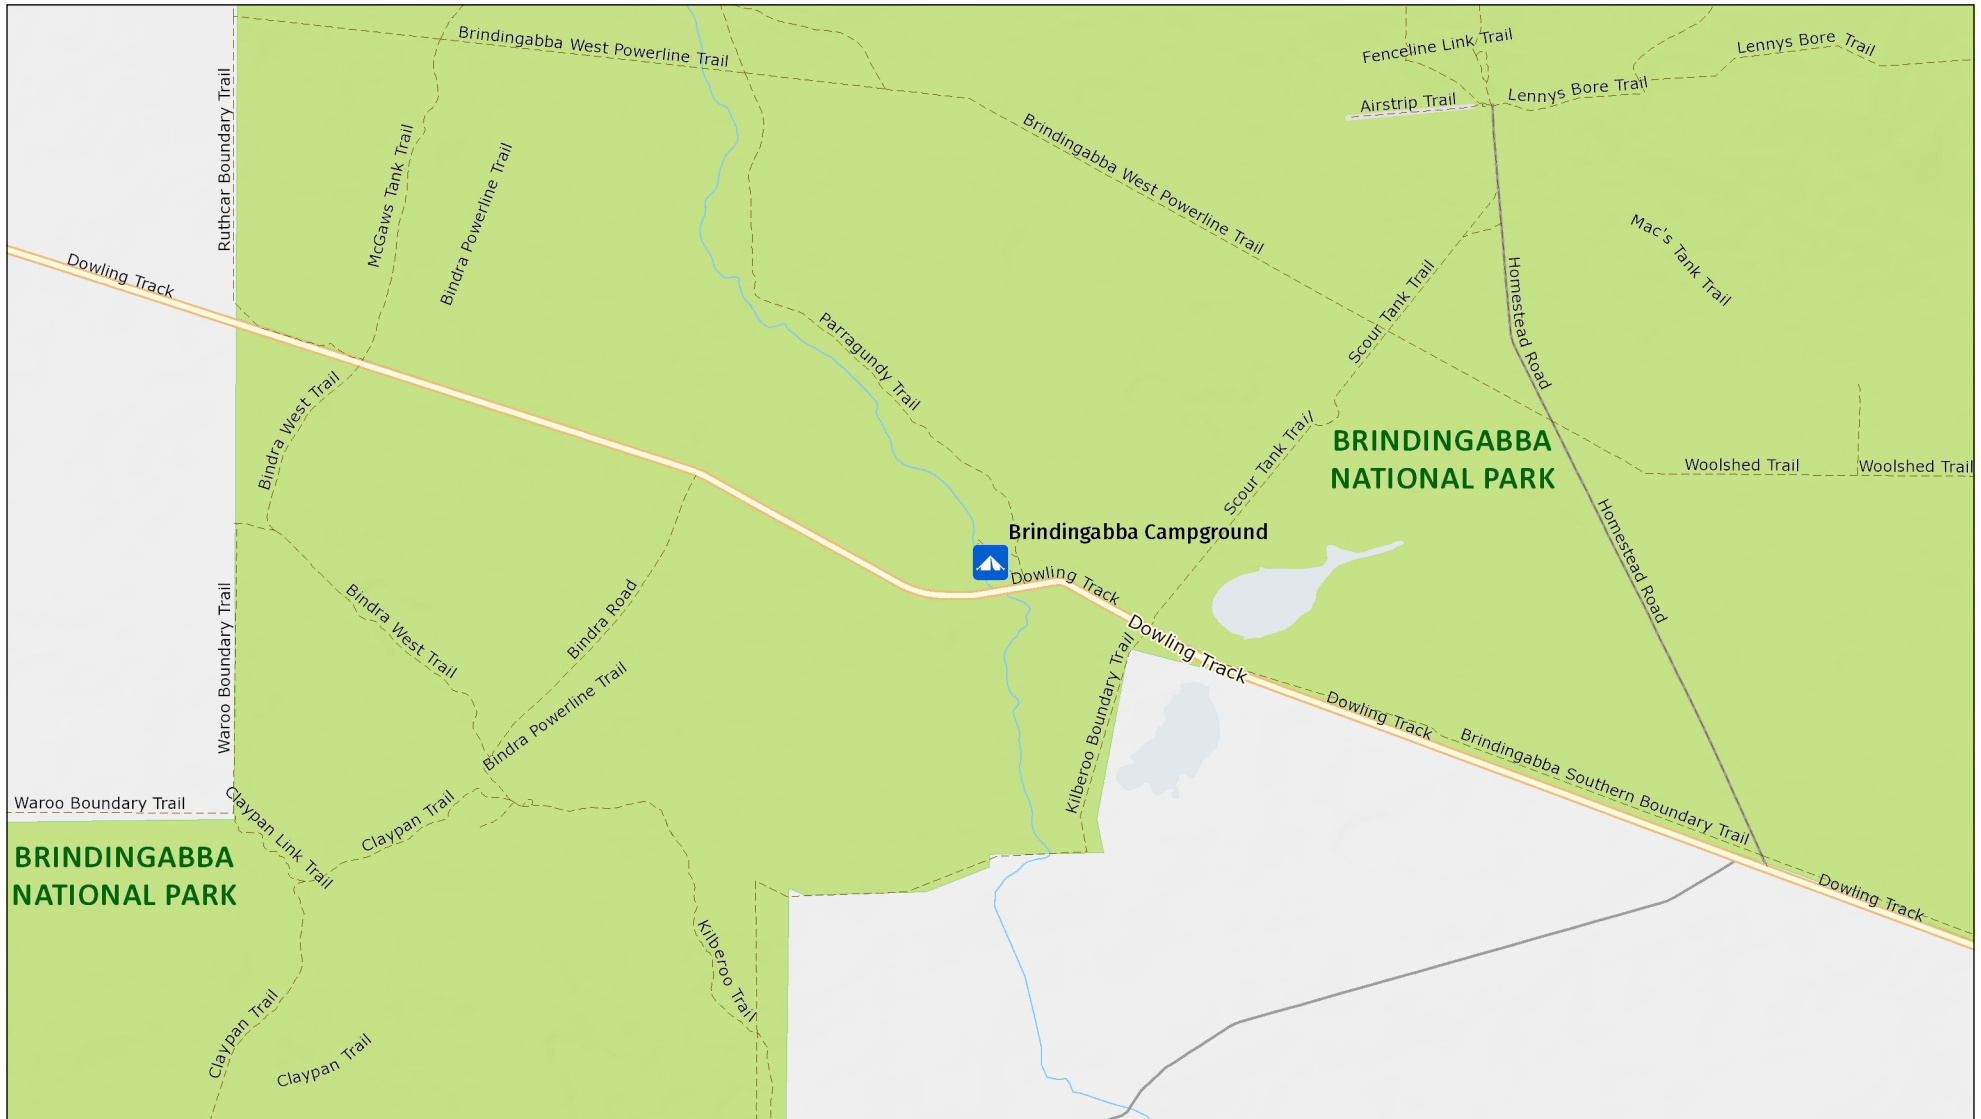 Brindingabba West Powerline Trail
Fenceline Link Trail
Lennys Bore Trail
Lennys Bore Trail
Airstrip Trail
Ruthcar Boundary Trail
McGaws Tank Trail
Bindra Powerline Trail
Brindingabba West Powerline Trail
Mac's Tank Trail
Dowling Track
Scour Tank Trail
Homestead Road
Parragundy Trail
Bindra West Trail
Scour Tank Trail
BRINDINGABBA
NATIONAL PARK
Woolshed Trail
Woolshed Trail
Brindingabba Campground
Homestead Road
Dowling Track
Waroo Boundary Trail
Bindra West Trail
Bindra Road
Bindra Powerline Trail
Dowling Track
Kilberoo Boundary Trail
Dowling Track
Brindingabba Southern Boundary Trail
Waroo Boundary Trail
Claypan Link Trail
Claypan Trail
BRINDINGABBA
NATIONAL PARK
Dowling Track
Kilberoo Trail
Claypan Trail
Claypan Trail